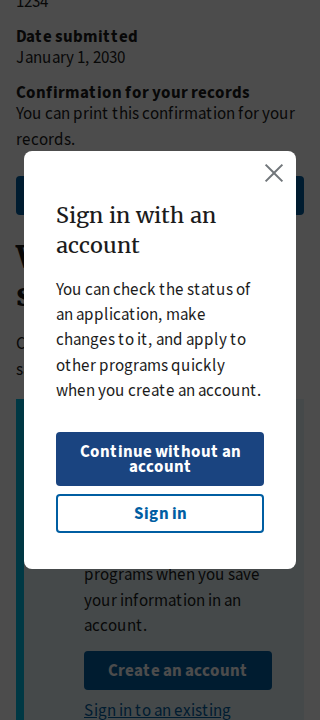 1234
Date submitted
January 1, 2030
Confirmation for your records
You can print this confirmation for your
records.
Sign in with an
account
You can check the status of
an application, make
changes to it, and apply to
other programs quickly
when you create an account.
Continue without an
account
Sign in
programs when you save
your information in an
account.
Create an account
Sign in to an existing